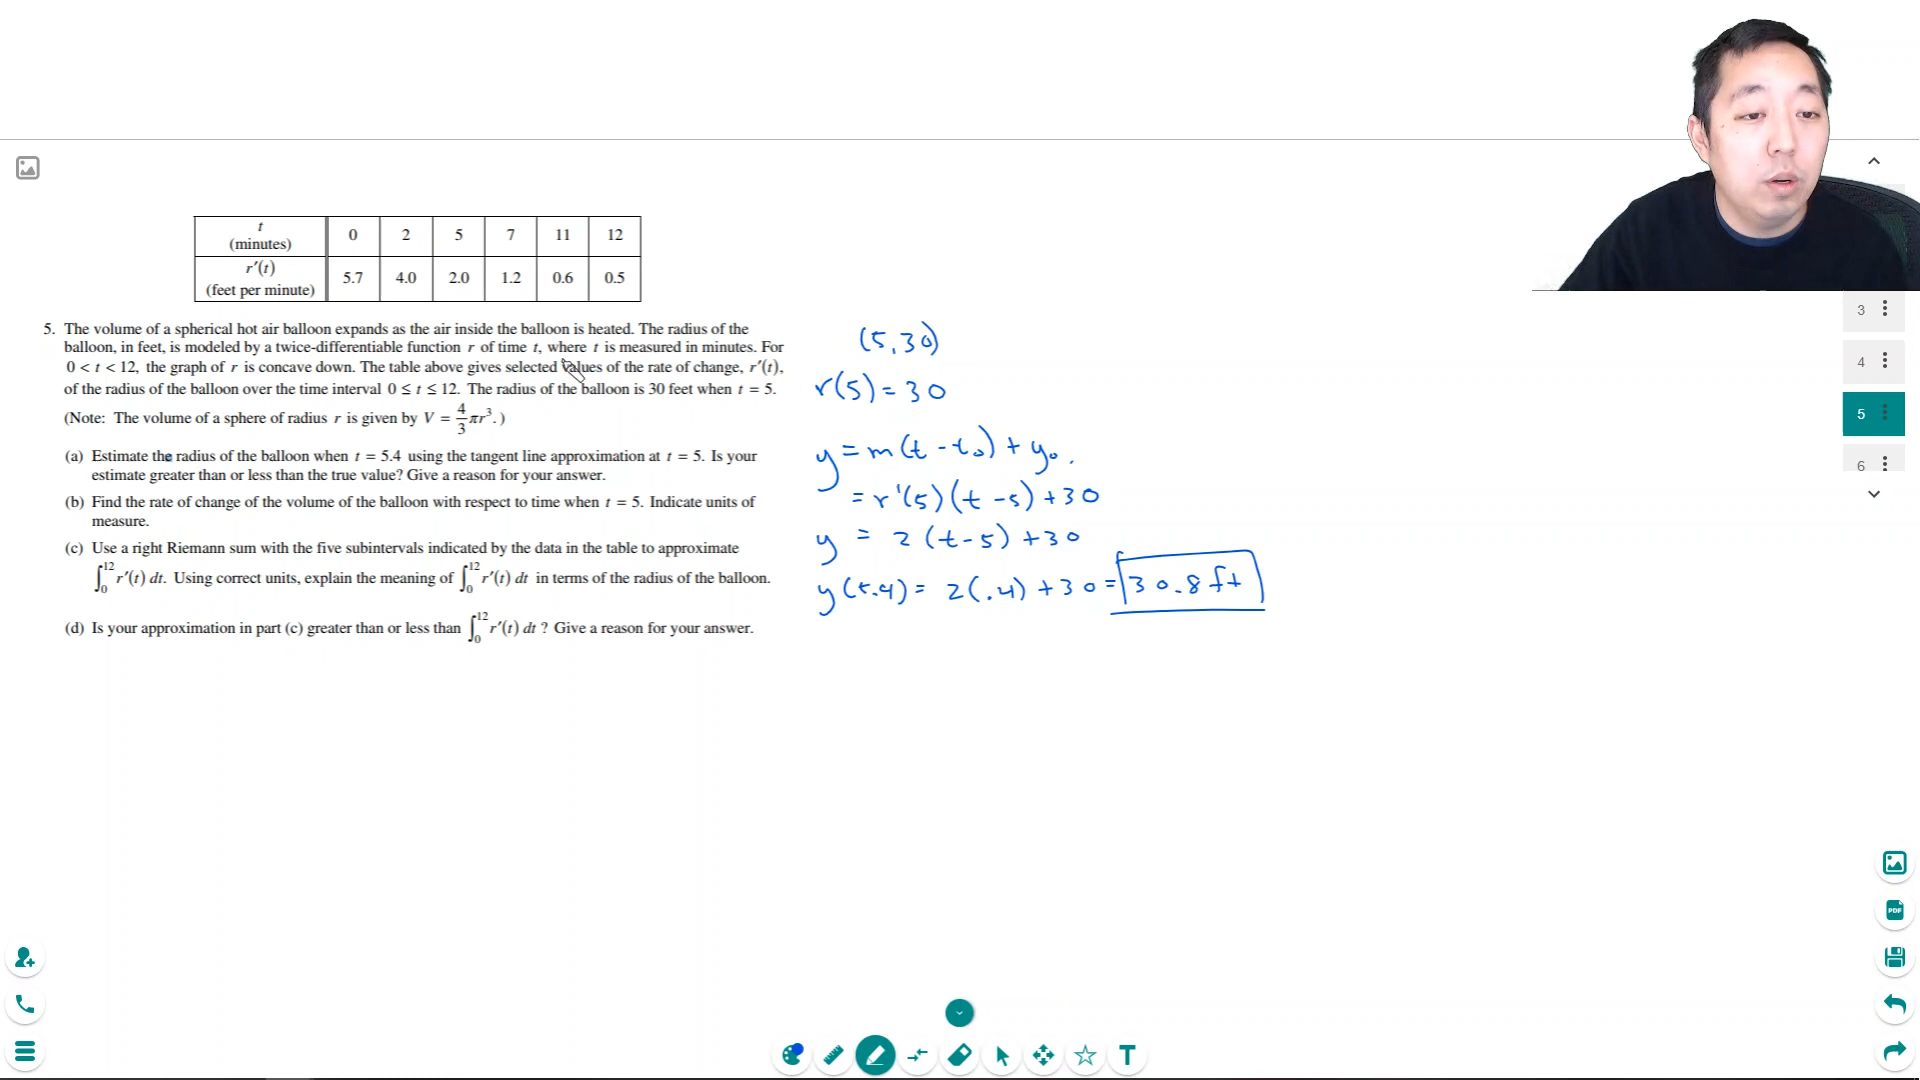 t
(minutes)
0 2 5 7 11 12
r′(t)
(feet per minute)
5.7 4.0 2.0 1.2 0.6 0.5
5. The volume of a spherical hot air balloon expands as the air inside the balloon is heated. The radius of the
balloon, in feet, is modeled by a twice-differentiable function r of time t, where t is measured in minutes. For
0 < t < 12, the graph of r is concave down. The table above gives selected values of the rate of change, r′(t),
of the radius of the balloon over the time interval 0 ≤ t ≤ 12. The radius of the balloon is 30 feet when t = 5.
(Note: The volume of a sphere of radius r is given by V = 4/3 πr³.)
(a) Estimate the radius of the balloon when t = 5.4 using the tangent line approximation at t = 5. Is your
estimate greater than or less than the true value? Give a reason for your answer.
(b) Find the rate of change of the volume of the balloon with respect to time when t = 5. Indicate units of
measure.
(c) Use a right Riemann sum with the five subintervals indicated by the data in the table to approximate
∫₀¹² r′(t) dt. Using correct units, explain the meaning of ∫₀¹² r′(t) dt in terms of the radius of the balloon.
(d) Is your approximation in part (c) greater than or less than ∫₀¹² r′(t) dt ? Give a reason for your answer.
(5,30)
r(5)=30
y = m(t - t₀) + y₀.
= r'(5)(t - 5) + 30
y = 2(t-5) + 30
y(5.4) = 2(.4) + 30 = 30.8 ft
3
4
5
6
PDF
T